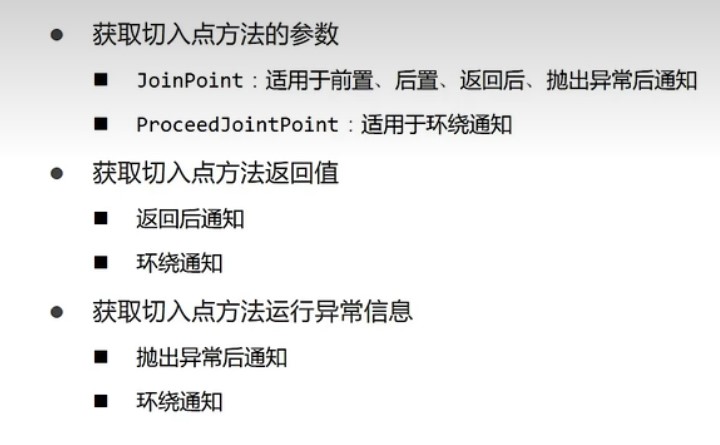 获取切入点方法的参数
JoinPoint：适用于前置、后置、返回后、抛出异常后通知
ProceedJointPoint：适用于环绕通知
获取切入点方法返回值
返回后通知
环绕通知
获取切入点方法运行异常信息
抛出异常后通知
环绕通知